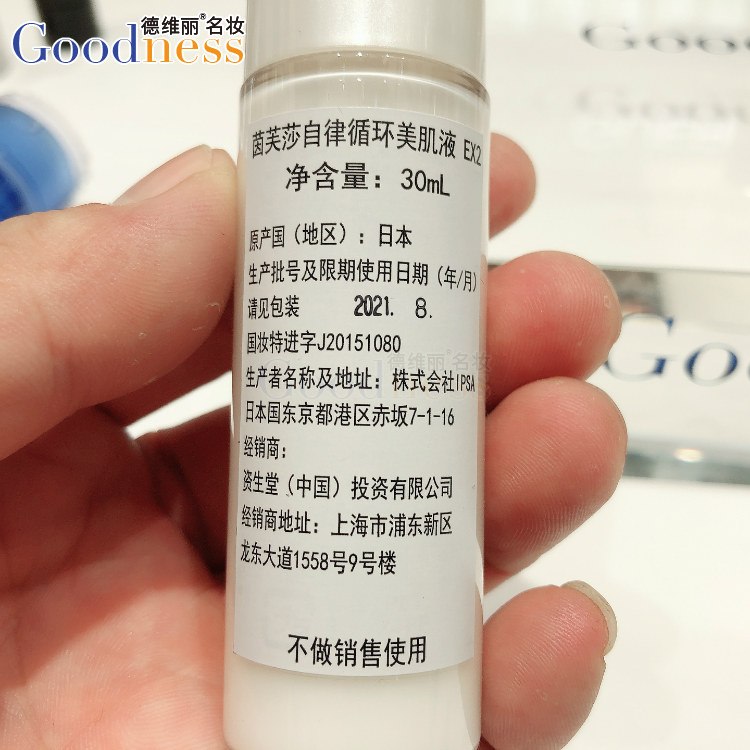 德维丽®名妆
Goodness
茵芙莎自律循环美肌液 EX2
净含量：30mL
原产国（地区）：日本
生产批号及限期使用日期（年/月）
请见包装 2021. 8.
国妆特进字J20151080
德维丽®名妆
Goodness
生产者名称及地址：株式会社IPSA
日本国东京都港区赤坂7-1-16
经销商：
资生堂（中国）投资有限公司
经销商地址：上海市浦东新区
龙东大道1558号9号楼
不做销售使用